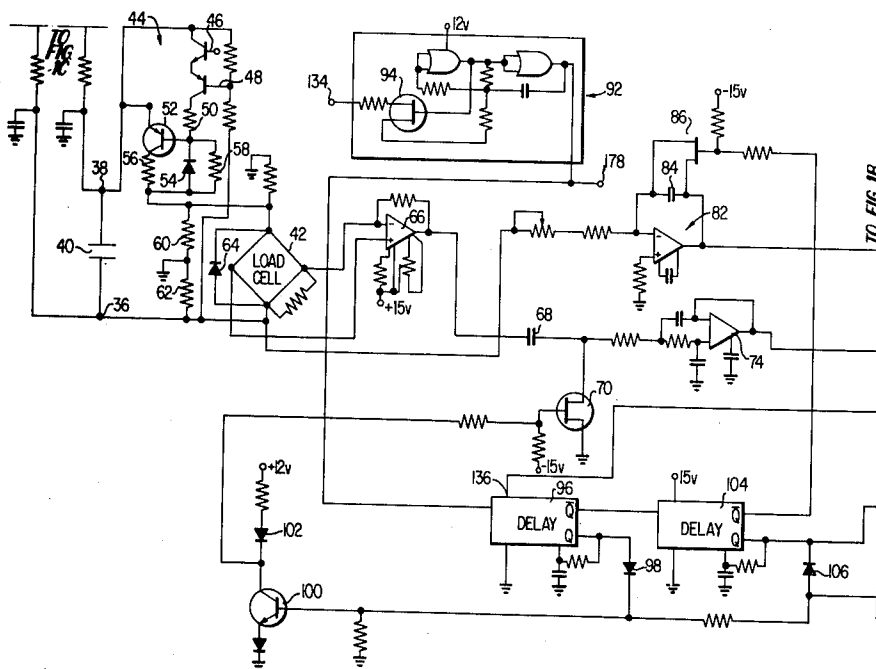 TO
FIG
1C
44
46
48
50
52
56
54
58
38
40
60
62
36
64
42
LOAD
CELL
12v
94
134
92
178
66
+15v
68
70
-15v
-15v
86
84
82
74
TO FIG 1B
+12v
102
100
136
96
DELAY
Q̄
Q
98
15v
104
DELAY
Q̄
Q
106